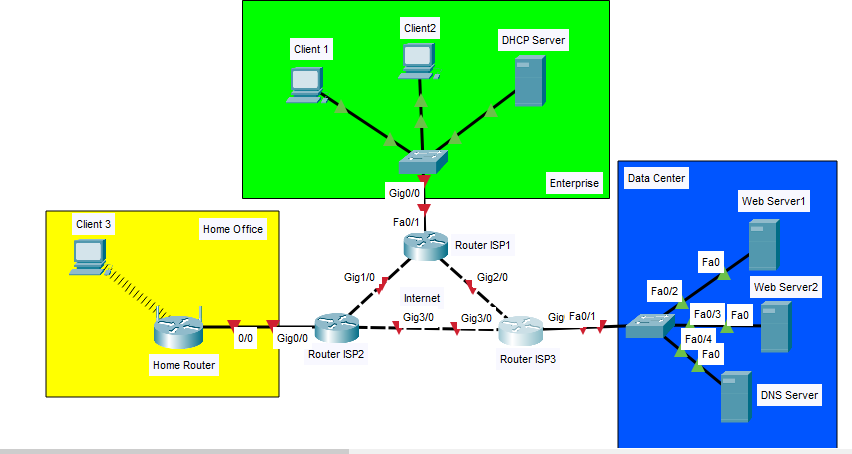 Client2
DHCP Server
Client 1
Enterprise
Gig0/0
Fa0/1
Router ISP1
Data Center
Web Server1
Fa0
Fa0/2
Web Server2
Fa0/3
Fa0
Fa0/4
Fa0
DNS Server
Client 3
Home Office
Gig1/0
Gig2/0
Internet
Gig3/0
Gig3/0
Gig
Fa0/1
0/0
Gig0/0
Router ISP2
Router ISP3
Home Router